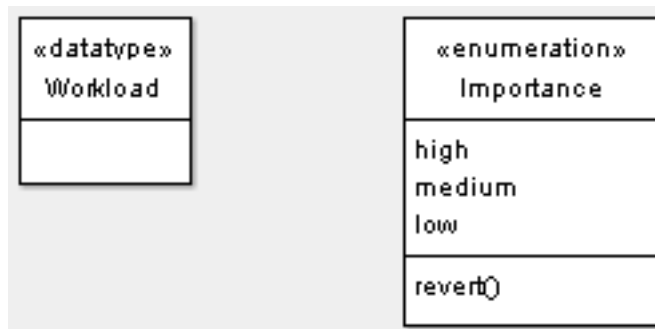 «datatype»
Workload
«enumeration»
Importance
high
medium
low
revert()